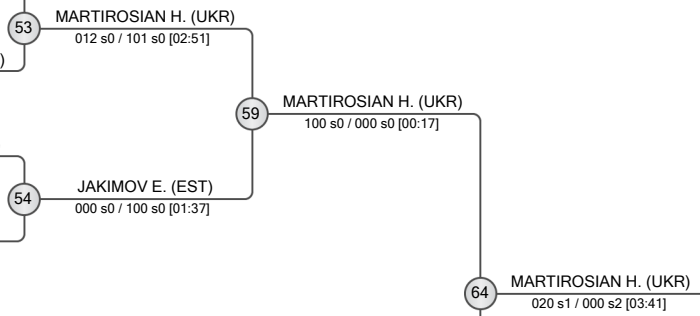 53
MARTIROSIAN H. (UKR)
012 s0 / 101 s0 [02:51]
)
59
MARTIROSIAN H. (UKR)
100 s0 / 000 s0 [00:17]
54
JAKIMOV E. (EST)
000 s0 / 100 s0 [01:37]
64
MARTIROSIAN H. (UKR)
020 s1 / 000 s2 [03:41]